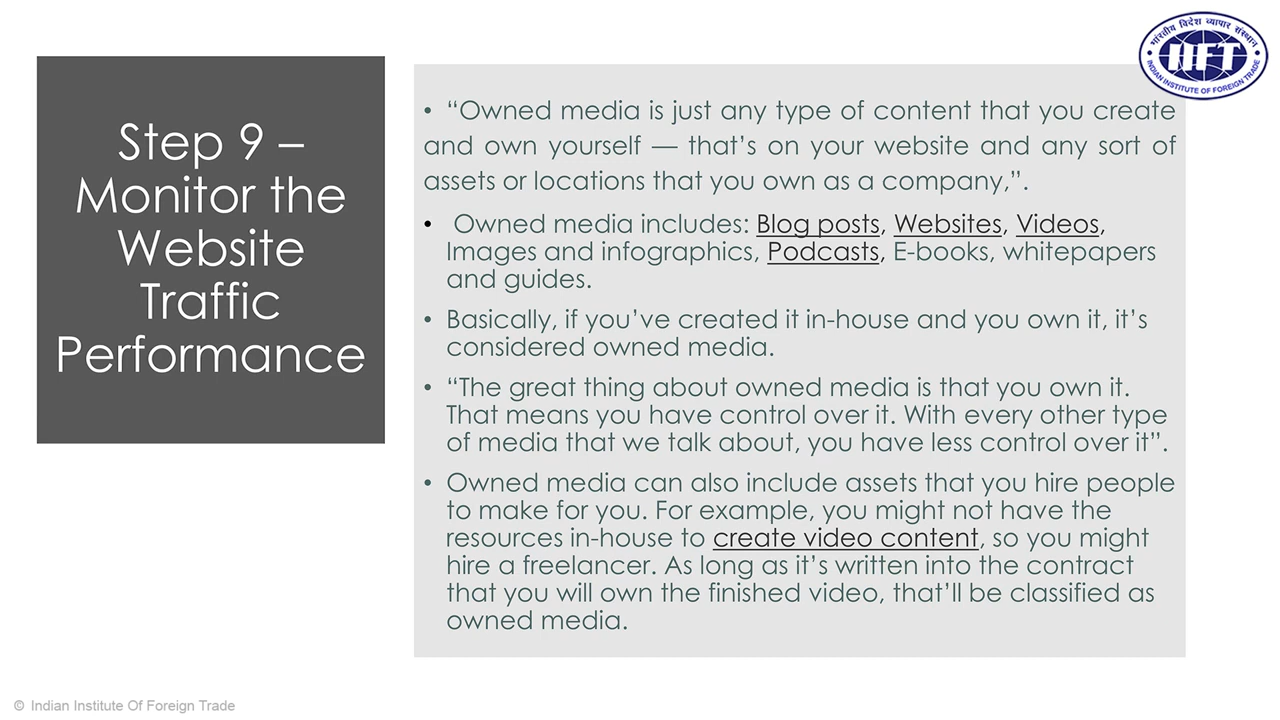 Step 9 –
Monitor the
Website
Traffic
Performance
भारतीय विदेश व्यापार संस्थान
IIFT
INDIAN INSTITUTE OF FOREIGN TRADE
• “Owned media is just any type of content that you create
and own yourself — that’s on your website and any sort of
assets or locations that you own as a company,”.
• Owned media includes: Blog posts, Websites, Videos,
Images and infographics, Podcasts, E-books, whitepapers
and guides.
• Basically, if you’ve created it in-house and you own it, it’s
considered owned media.
• “The great thing about owned media is that you own it.
That means you have control over it. With every other type
of media that we talk about, you have less control over it”.
• Owned media can also include assets that you hire people
to make for you. For example, you might not have the
resources in-house to create video content, so you might
hire a freelancer. As long as it’s written into the contract
that you will own the finished video, that’ll be classified as
owned media.
© Indian Institute Of Foreign Trade